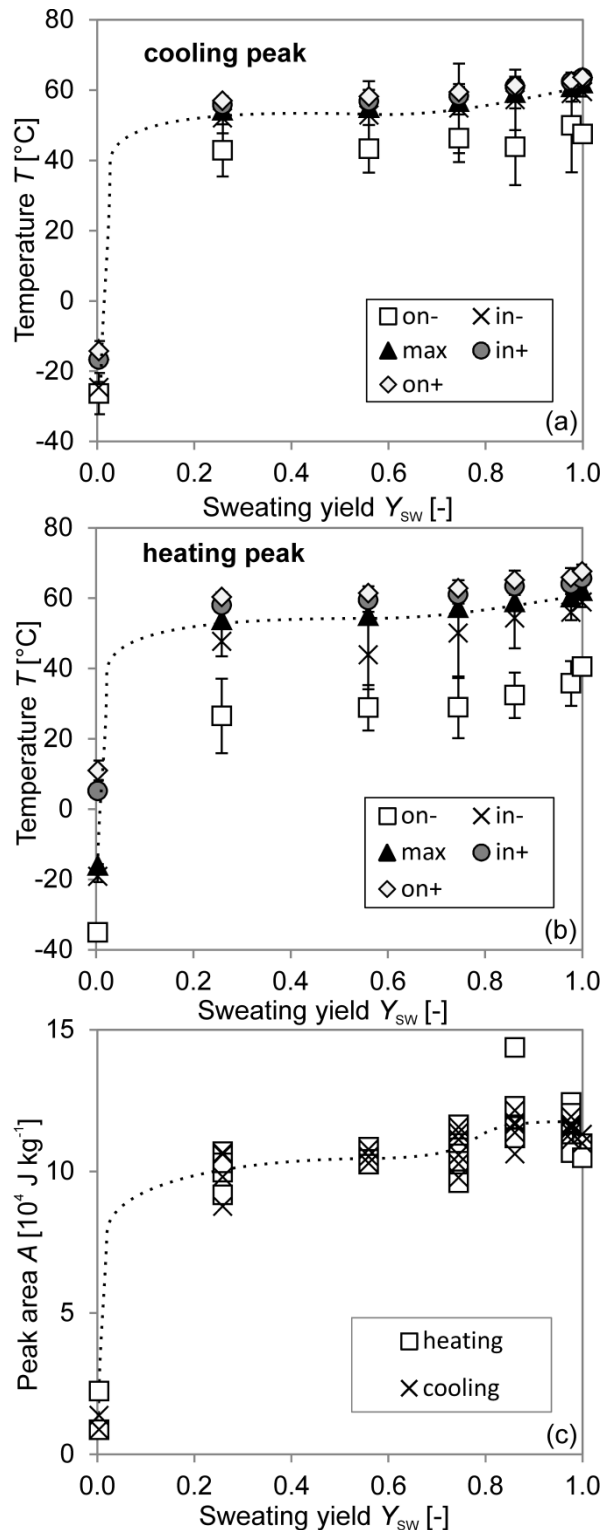 cooling peak
Temperature T [°C]
80
60
40
20
0
-20
-40
on-
in-
max
in+
on+
(a)
0.0
0.2
0.4
0.6
0.8
1.0
Sweating yield YSW [-]
heating peak
Temperature T [°C]
80
60
40
20
0
-20
-40
on-
in-
max
in+
on+
(b)
0.0
0.2
0.4
0.6
0.8
1.0
Sweating yield YSW [-]
Peak area A [10⁴ J kg⁻¹]
15
10
5
0
heating
cooling
(c)
0.0
0.2
0.4
0.6
0.8
1.0
Sweating yield YSW [-]